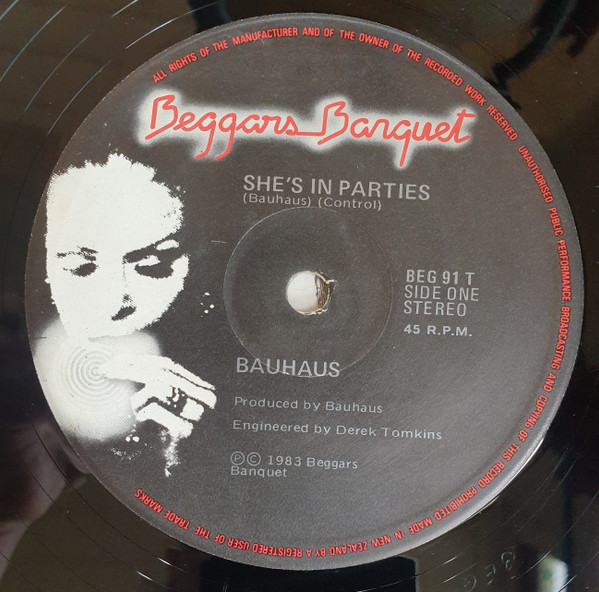 ALL RIGHTS OF THE MANUFACTURER AND OF THE OWNER OF THE RECORDED WORK RESERVED. UNAUTHORISED PUBLIC PERFORMANCE, BROADCASTING AND COPYING OF THIS RECORD PROHIBITED MADE IN NEW ZEALAND BY A REGISTERED USER OF THE TRADE MARKS
Beggars Banquet
SHE'S IN PARTIES
(Bauhaus) (Control)
BEG 91 T
SIDE ONE
STEREO
45 R.P.M.
BAUHAUS
Produced by Bauhaus
Engineered by Derek Tomkins
Ⓟ© 1983 Beggars
Banquet